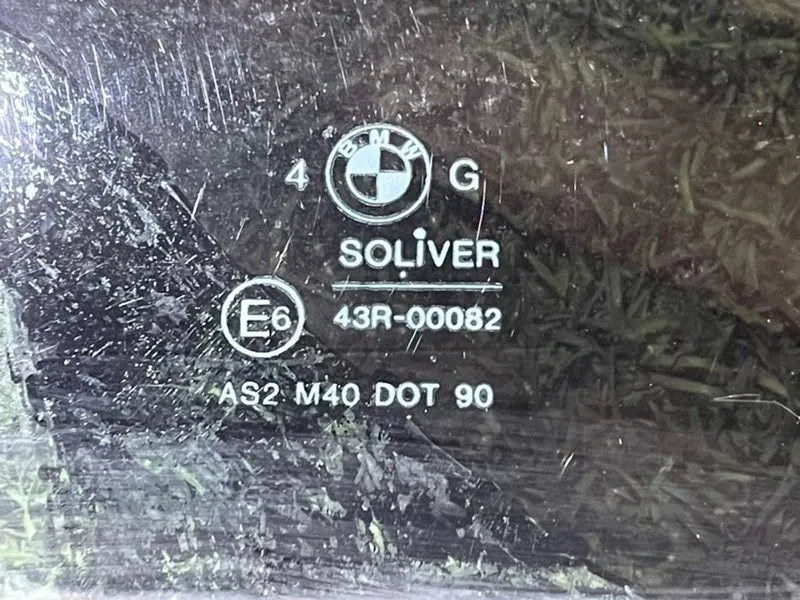 BMW
4 G
SOLIVER
E6 43R-00082
AS2 M40 DOT 90